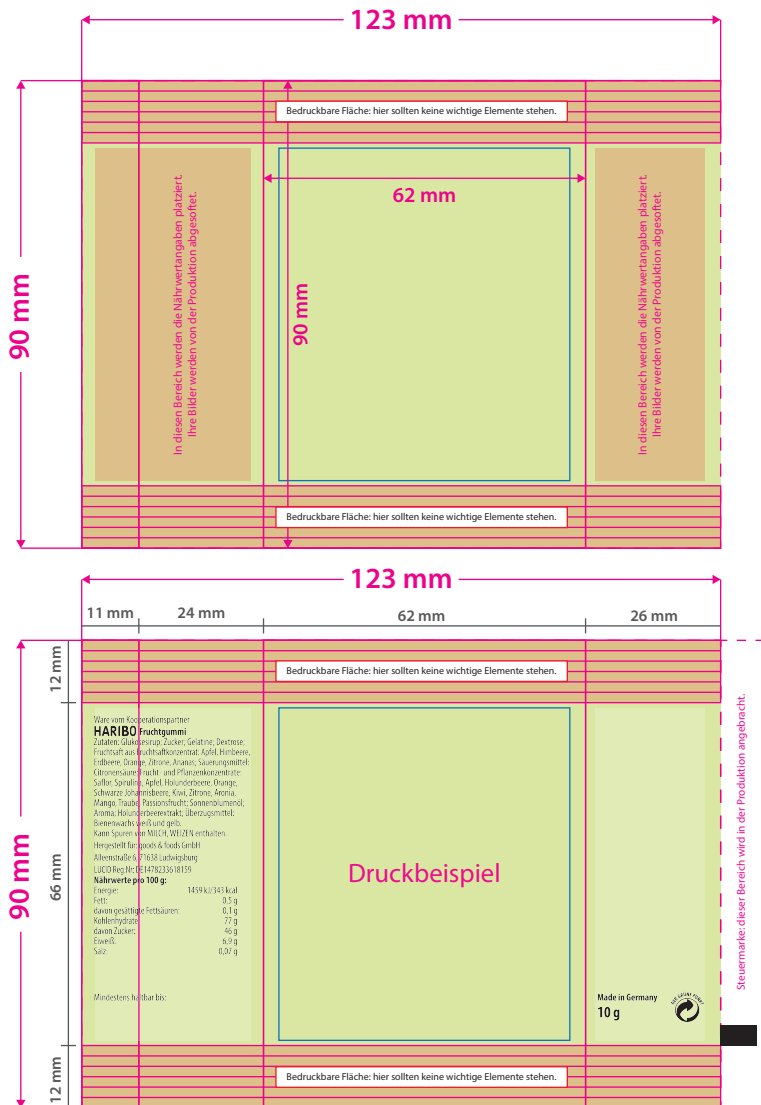 123 mm
Bedruckbare Fläche: hier sollten keine wichtige Elemente stehen.
62 mm
90 mm
90 mm
In diesen Bereich werden die Nährwertangaben platziert.
Ihre Bilder werden von der Produktion abgesoftet.
In diesen Bereich werden die Nährwertangaben platziert.
Ihre Bilder werden von der Produktion abgesoftet.
Bedruckbare Fläche: hier sollten keine wichtige Elemente stehen.
123 mm
11 mm 24 mm 62 mm 26 mm
12 mm
Bedruckbare Fläche: hier sollten keine wichtige Elemente stehen.
90 mm
66 mm
Ware vom Kooperationspartner
HARIBO Fruchtgummi
Zutaten: Glukosesirup; Zucker; Gelatine; Dextrose;
Fruchtsaft aus Fruchtsaftkonzentrat: Apfel, Himbeere,
Erdbeere, Orange, Zitrone, Ananas; Säuerungsmittel:
Citronensäure; Frucht- und Pflanzenkonzentrate:
Saflor, Spirulina, Apfel, Holunderbeere, Orange,
Schwarze Johannisbeere, Kiwi, Zitrone, Aronia,
Mango, Traube, Passionsfrucht; Sonnenblumenöl;
Aroma; Holunderbeerextrakt; Überzugsmittel:
Bienenwachs weiß und gelb.
Kann Spuren von MILCH, WEIZEN enthalten.
Hergestellt für: goods & foods GmbH
Alleenstraße 6, 71638 Ludwigsburg
LUCID Reg.Nr: DE1478233618159
Nährwerte pro 100 g:
Energie: 1459 kJ/343 kcal
Fett: 0,5 g
davon gesättigte Fettsäuren: 0,1 g
Kohlenhydrate: 77 g
davon Zucker: 46 g
Eiweiß: 6,9 g
Salz: 0,07 g
Mindestens haltbar bis:
Druckbeispiel
Made in Germany
10 g
DER GRÜNE PUNKT
Steuermarke: dieser Bereich wird in der Produktion angebracht.
12 mm
Bedruckbare Fläche: hier sollten keine wichtige Elemente stehen.